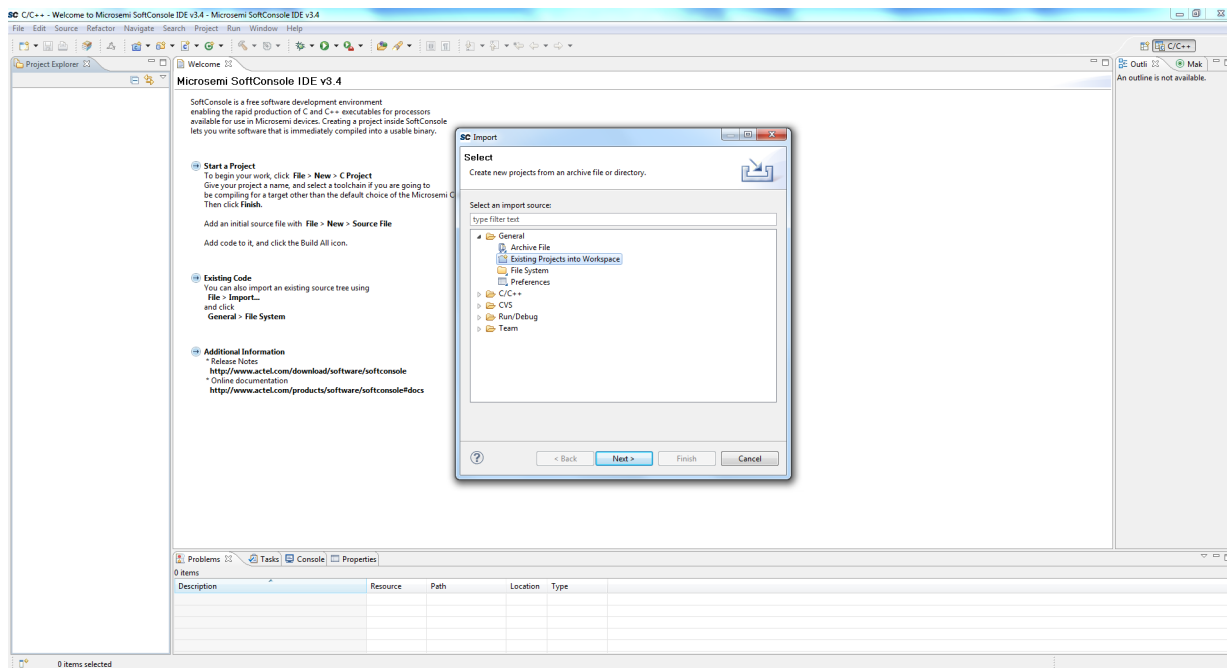 SC C/C++ - Welcome to Microsemi SoftConsole IDE v3.4 - Microsemi SoftConsole IDE v3.4
File Edit Source Refactor Navigate Search Project Run Window Help
C/C++
Project Explorer
Welcome
Outli
Mak
An outline is not available.
Microsemi SoftConsole IDE v3.4
SoftConsole is a free software development environment
enabling the rapid production of C and C++ executables for processors
available for use in Microsemi devices. Creating a project inside SoftConsole
lets you write software that is immediately compiled into a usable binary.
Start a Project
To begin your work, click File > New > C Project
Give your project a name, and select a toolchain if you are going to
be compiling for a target other than the default choice of the Microsemi C
Then click Finish.
Add an initial source file with File > New > Source File
Add code to it, and click the Build All icon.
Existing Code
You can also import an existing source tree using
File > Import...
and click
General > File System
Additional Information
* Release Notes
http://www.actel.com/download/software/softconsole
* Online documentation
http://www.actel.com/products/software/softconsole#docs
SC Import
Select
Create new projects from an archive file or directory.
Select an import source:
type filter text
General
Archive File
Existing Projects into Workspace
File System
Preferences
C/C++
CVS
Run/Debug
Team
?
< Back
Next >
Finish
Cancel
Problems
Tasks
Console
Properties
0 items
Description Resource Path Location Type
0 items selected